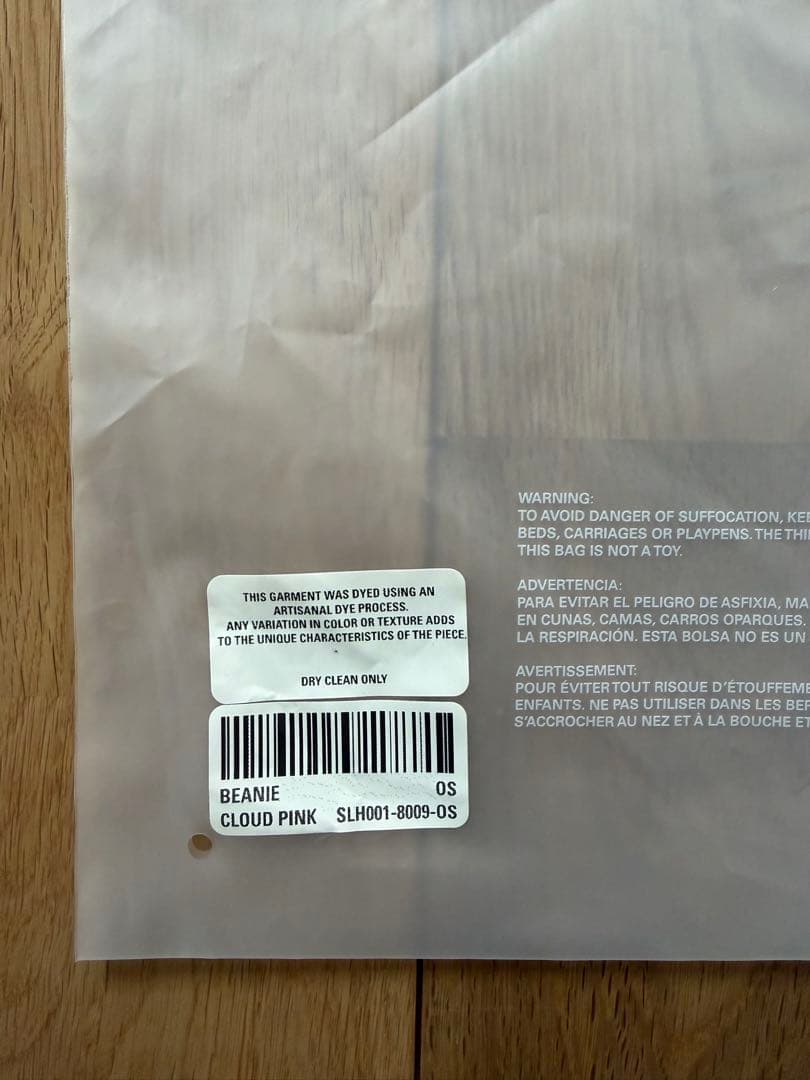 WARNING:
TO AVOID DANGER OF SUFFOCATION,
BEDS, CARRIAGES OR PLAYPENS. THE
THIS BAG IS NOT A TOY.
ADVERTENCIA:
PARA EVITAR EL PELIGRO DE ASFIXIA,
EN CUNAS, CAMAS, CARROS OPARQUES.
LA RESPIRACIÓN. ESTA BOLSA NO ES UN
AVERTISSEMENT:
POUR ÉVITER TOUT RISQUE
ENFANTS. NE PAS UTILISER DANS LES
S'ACCROCHER AU NEZ ET À LA BOUCHE ET
THIS GARMENT WAS DYED USING AN
ARTISANAL DYE PROCESS.
ANY VARIATION IN COLOR OR TEXTURE ADDS
TO THE UNIQUE CHARACTERISTICS OF THE PIECE.
DRY CLEAN ONLY
BEANIE OS
CLOUD PINK SLH001-8009-OS